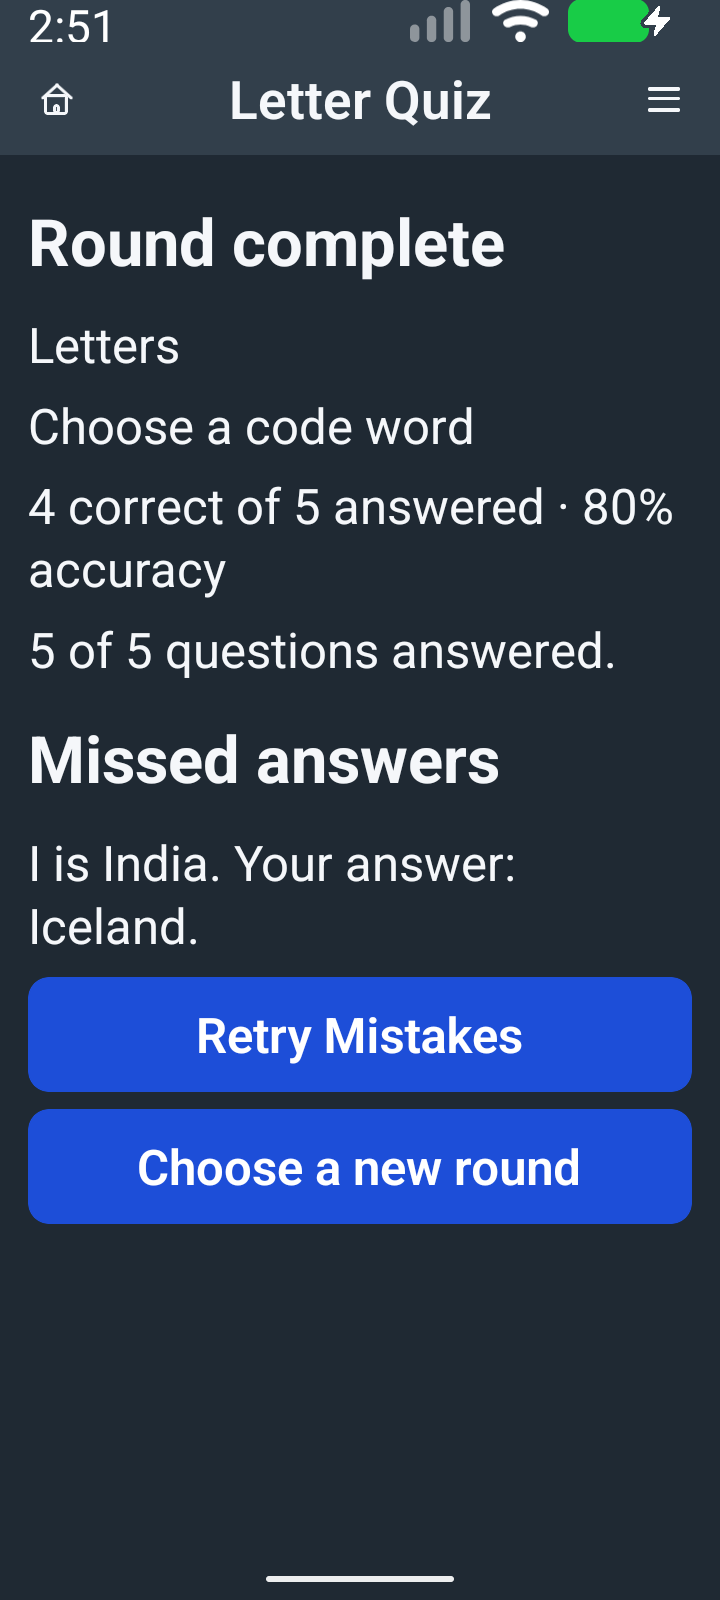 2:51
Letter Quiz
Round complete
Letters
Choose a code word
4 correct of 5 answered · 80%
accuracy
5 of 5 questions answered.
Missed answers
I is India. Your answer:
Iceland.
Retry Mistakes
Choose a new round